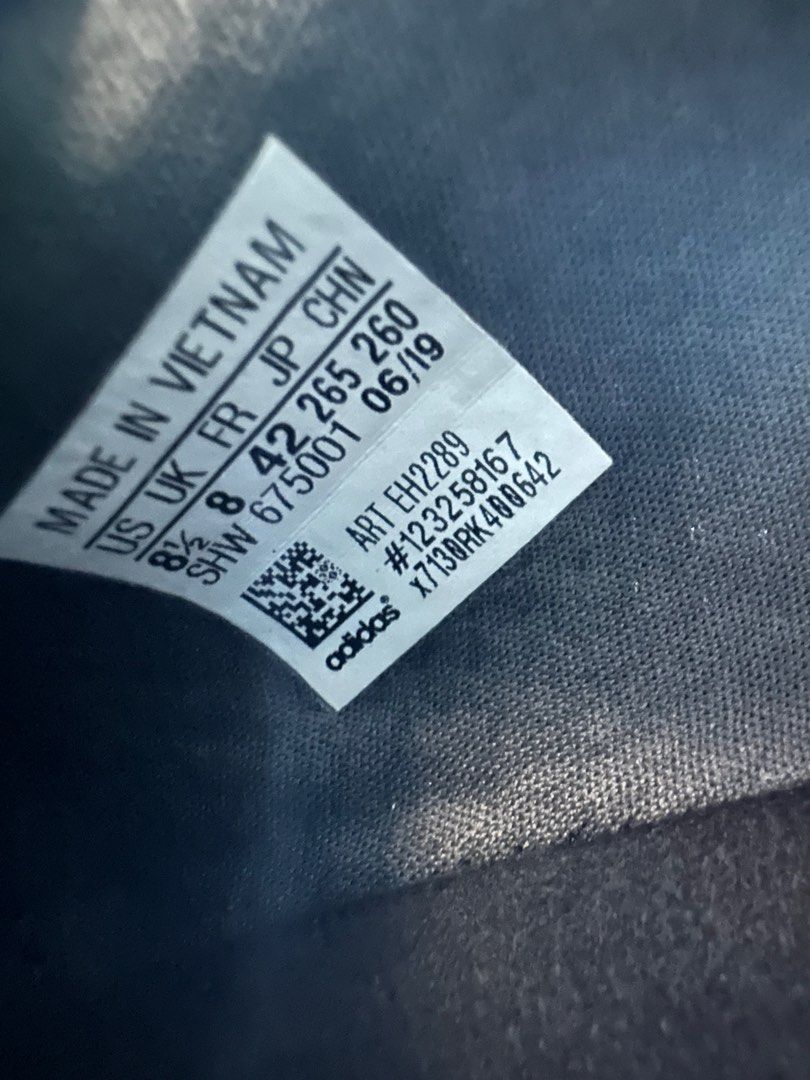 MADE IN VIETNAM
US UK FR JP CHN
8½ 8 42 265 260
SHW 675001 06/19
ART EH2289
#123258167
x7130RK400642
adidas®